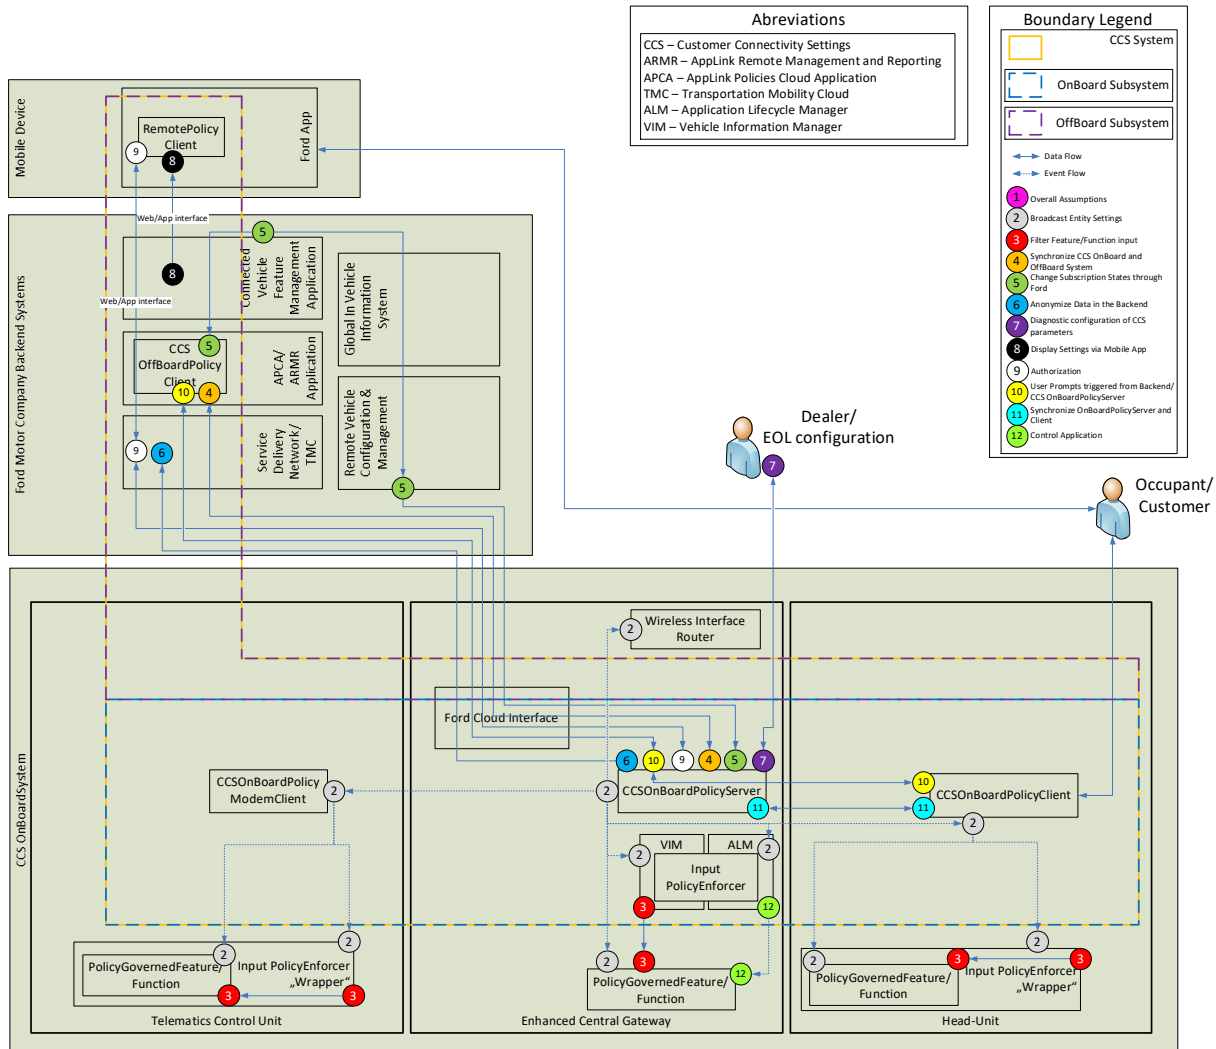 Abreviations
CCS – Customer Connectivity Settings
ARMR – AppLink Remote Management and Reporting
APCA – AppLink Policies Cloud Application
TMC – Transportation Mobility Cloud
ALM – Application Lifecycle Manager
VIM – Vehicle Information Manager
Boundary Legend
CCS System
OnBoard Subsystem
OffBoard Subsystem
Data Flow
Event Flow
1 Overall Assumptions
2 Broadcast Entity Settings
3 Filter Feature/Function input
4 Synchronize CCS OnBoard and
OffBoard System
5 Change Subscription States through
Ford
6 Anonymize Data in the Backend
7 Diagnostic configuration of CCS
parameters
8 Display Settings via Mobile App
9 Authorization
10 User Prompts triggered from Backend/
CCS OnBoardPolicyServer
11 Synchronize OnBoardPolicyServer and
Client
12 Control Application
Mobile Device
RemotePolicy
Client
9
8
Ford App
Web/App interface
Ford Motor Company Backend Systems
5
8
Connected
Vehicle
Feature
Management
Application
Web/App interface
Global In Vehicle
Information
System
CCS
OffBoardPolicy
Client
5
10
4
APCA/
ARMR
Application
Remote Vehicle
Configuration &
Management
5
9
6
Service
Delivery
Network/
TMC
Dealer/
EOL configuration
7
Occupant/
Customer
CCS OnBoardSystem
2
Wireless Interface
Router
Ford Cloud Interface
6
10
9
4
5
7
CCSOnBoardPolicyServer
2
11
CCSOnBoardPolicy
ModemClient
2
10
CCSOnBoardPolicyClient
11
2
VIM
ALM
2
2
Input
PolicyEnforcer
3
12
2
2
PolicyGovernedFeature/
Function
Input PolicyEnforcer
„Wrapper“
3
3
Telematics Control Unit
2
3
12
PolicyGovernedFeature/
Function
Enhanced Central Gateway
2
2
3
3
PolicyGovernedFeature/
Function
Input PolicyEnforcer
„Wrapper“
Head-Unit